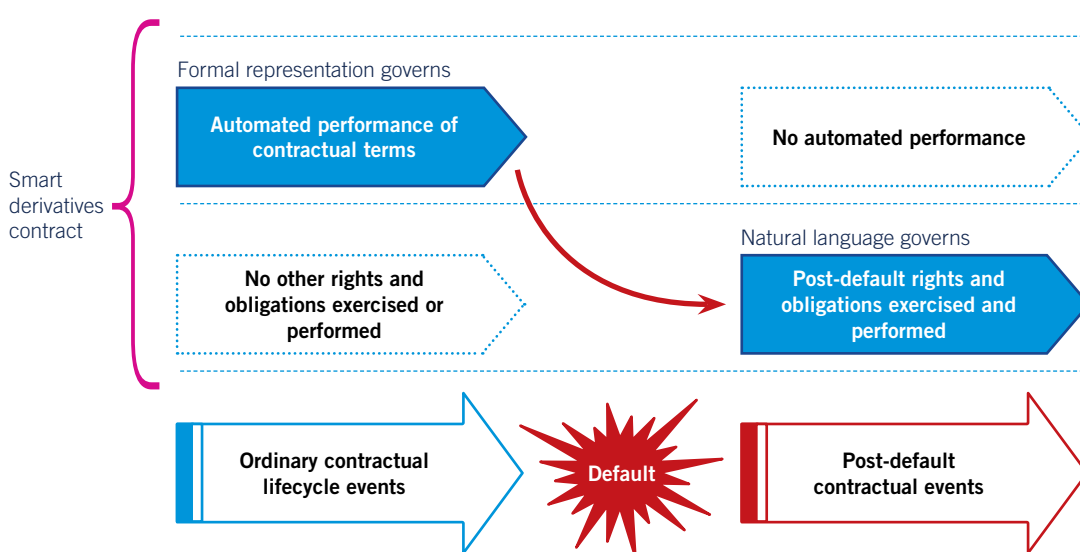 Formal representation governs
Automated performance of
contractual terms
No automated performance
Smart
derivatives
contract
Natural language governs
No other rights and
obligations exercised or
performed
Post-default rights and
obligations exercised and
performed
Ordinary contractual
lifecycle events
Default
Post-default
contractual events